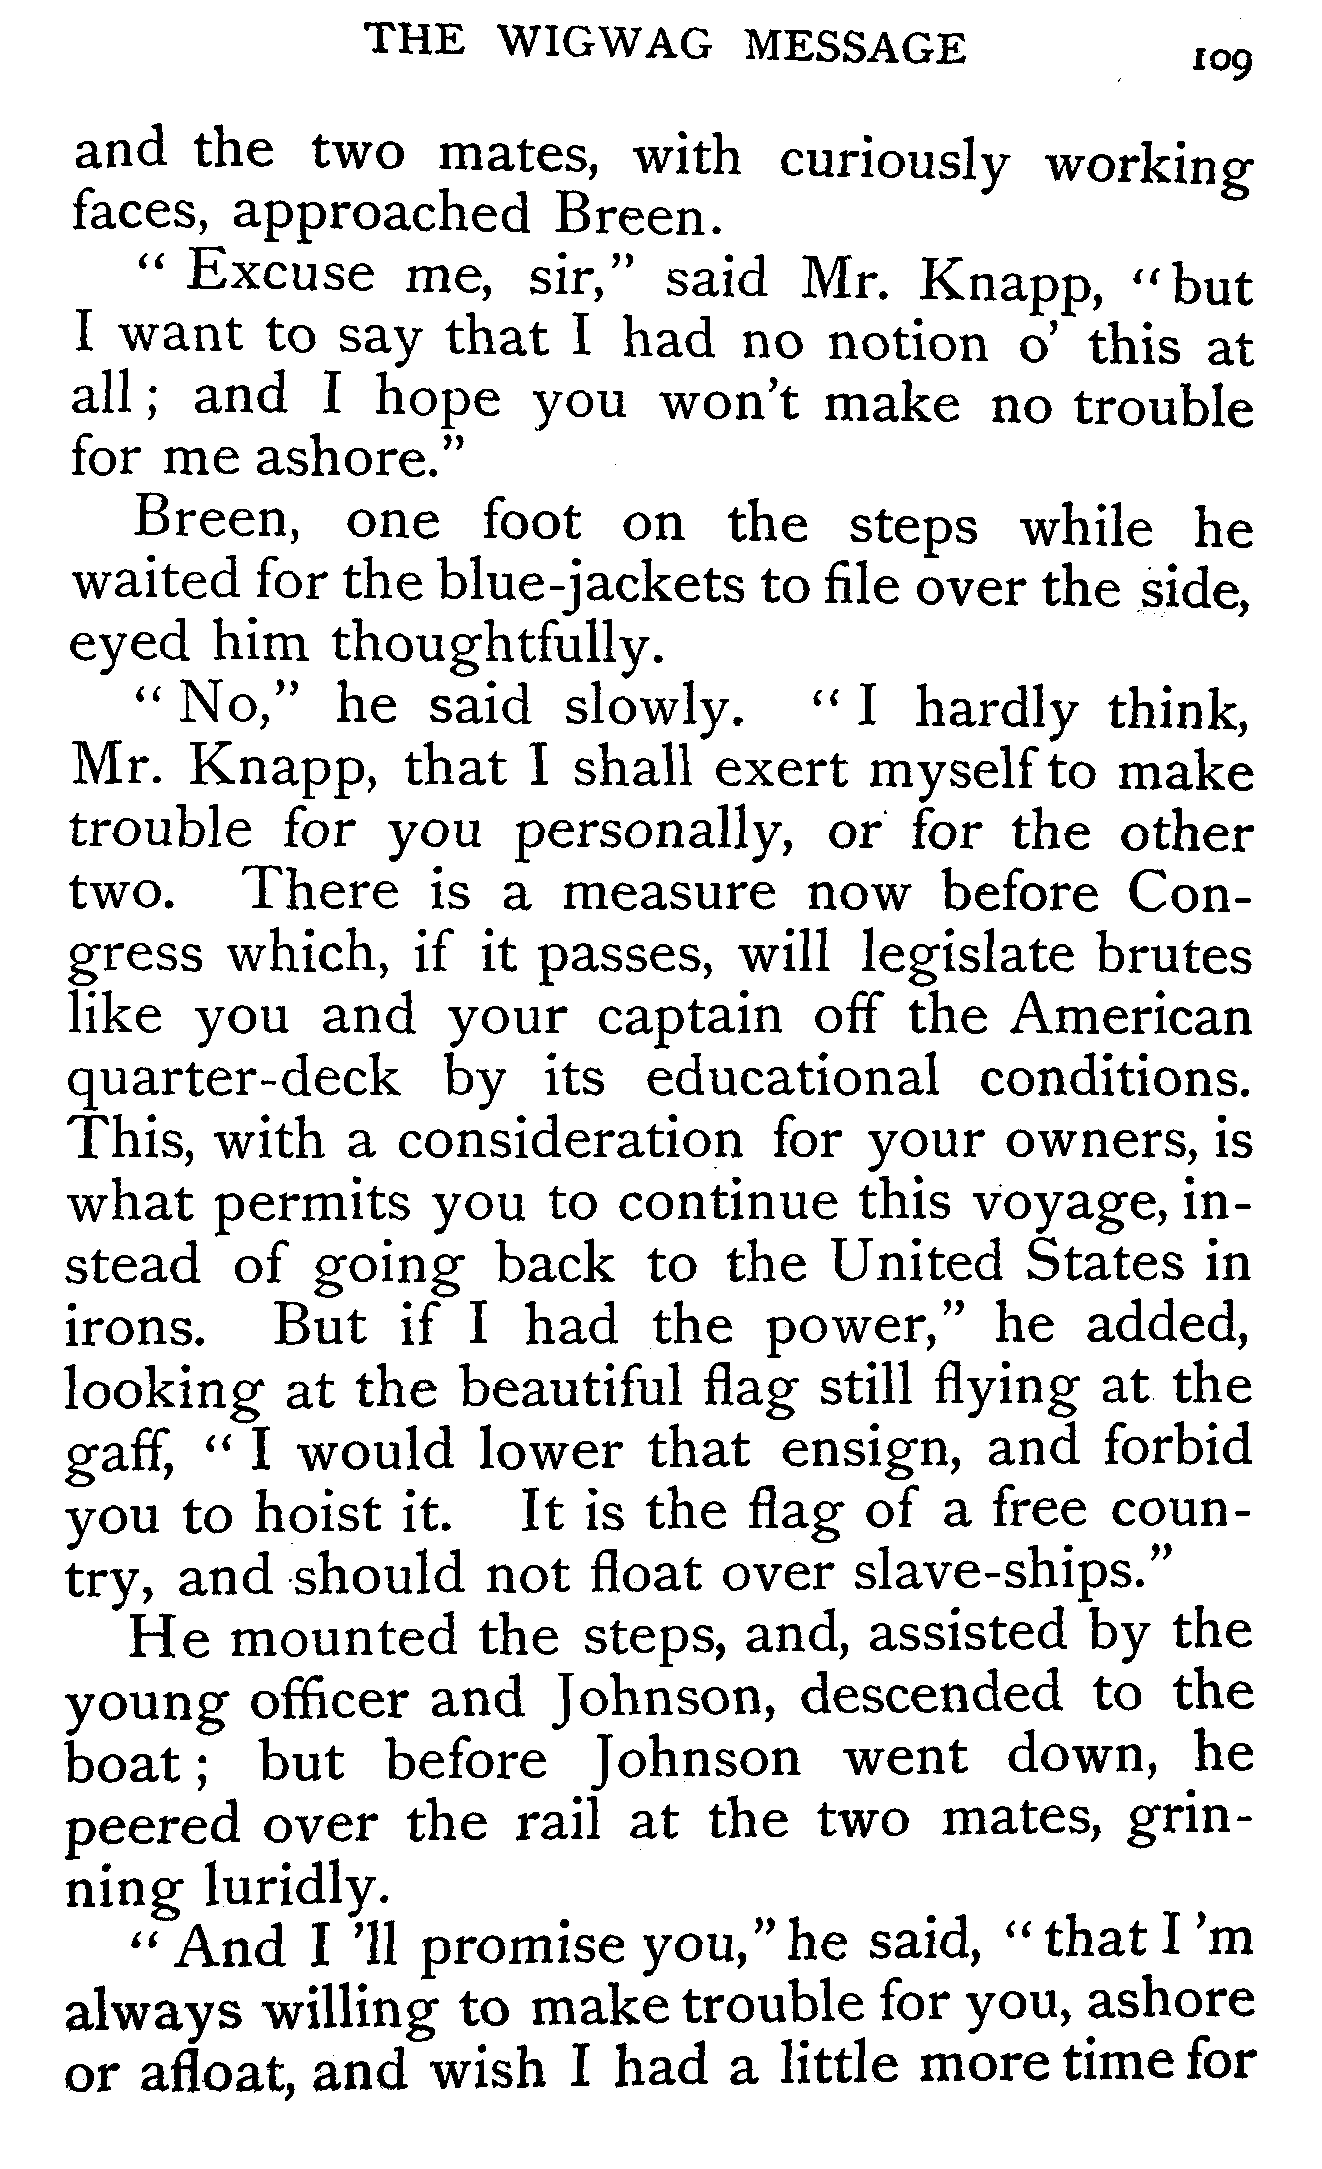 THE WIGWAG MESSAGE 109
and the two mates, with curiously working
faces, approached Breen.
“ Excuse me, sir,” said Mr. Knapp, “ but
I want to say that I had no notion o’ this at
all ; and I hope you won’t make no trouble
for me ashore.”
Breen, one foot on the steps while he
waited for the blue-jackets to file over the side,
eyed him thoughtfully.
“ No,” he said slowly. “ I hardly think,
Mr. Knapp, that I shall exert myself to make
trouble for you personally, or for the other
two. There is a measure now before Con-
gress which, if it passes, will legislate brutes
like you and your captain off the American
quarter-deck by its educational conditions.
This, with a consideration for your owners, is
what permits you to continue this voyage, in-
stead of going back to the United States in
irons. But if I had the power,” he added,
looking at the beautiful flag still flying at the
gaff, “ I would lower that ensign, and forbid
you to hoist it. It is the flag of a free coun-
try, and should not float over slave-ships.”
He mounted the steps, and, assisted by the
young officer and Johnson, descended to the
boat ; but before Johnson went down, he
peered over the rail at the two mates, grin-
ning luridly.
“ And I ’ll promise you,” he said, “ that I ’m
always willing to make trouble for you, ashore
or afloat, and wish I had a little more time for